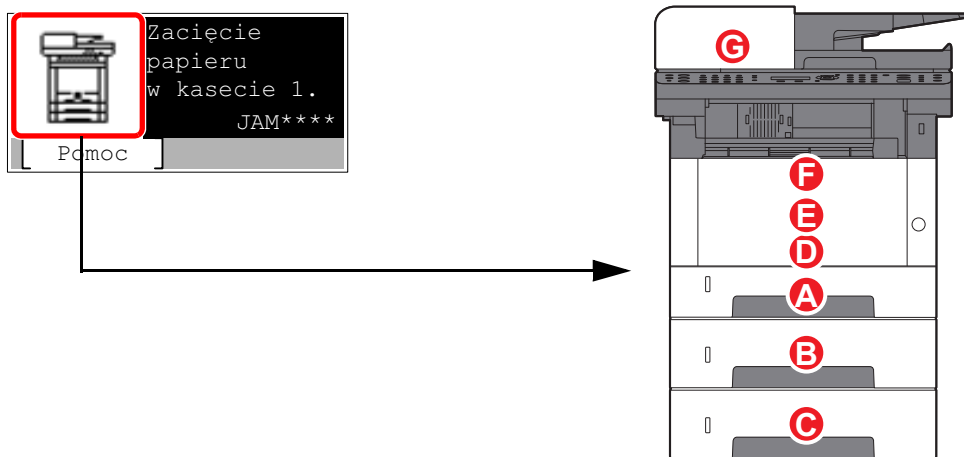 Zacięcie
papieru
w kasecie 1.
JAM****
Pomoc
G
F
E
D
A
B
C